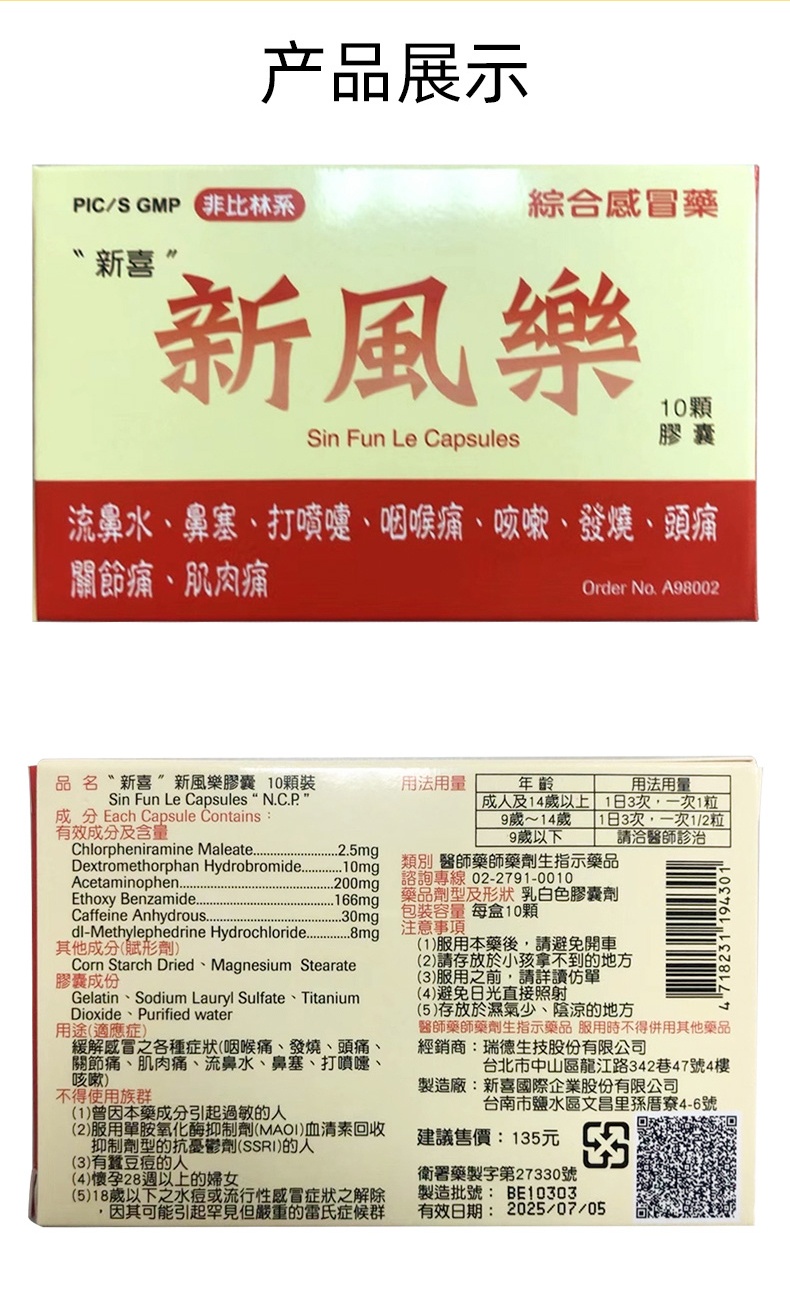 产品展示
PIC/S GMP 非比林系 綜合感冒藥
〝新喜〞
新風樂
10顆
膠囊
Sin Fun Le Capsules
流鼻水、鼻塞、打噴嚏、咽喉痛、咳嗽、發燒、頭痛
關節痛、肌肉痛
Order No. A98002
品 名 〝新喜〞新風樂膠囊 10顆裝
Sin Fun Le Capsules “ N.C.P. ”
成 分 Each Capsule Contains：
有效成分及含量
Chlorpheniramine Maleate........................2.5mg
Dextromethorphan Hydrobromide............10mg
Acetaminophen............................................200mg
Ethoxy Benzamide.......................................166mg
Caffeine Anhydrous.....................................30mg
dl-Methylephedrine Hydrochloride.............8mg
其他成分(賦形劑)
Corn Starch Dried、Magnesium Stearate
膠囊成份
Gelatin、Sodium Lauryl Sulfate、Titanium
Dioxide、Purified water
用途(適應症)
緩解感冒之各種症狀(咽喉痛、發燒、頭痛、
關節痛、肌肉痛、流鼻水、鼻塞、打噴嚏、
咳嗽)
不得使用族群
(1)曾因本藥成分引起過敏的人
(2)服用單胺氧化酶抑制劑(MAOI)血清素回收
抑制劑型的抗憂鬱劑(SSRI)的人
(3)有蠶豆症的人
(4)懷孕28週以上的婦女
(5)18歲以下之水痘或流行性感冒症狀之解除
，因其可能引起罕見但嚴重的雷氏症候群
用法用量
年 齡 用法用量
成人及14歲以上 1日3次，一次1粒
9歲～14歲 1日3次，一次1/2粒
9歲以下 請洽醫師診治
類別 醫師藥師藥劑生指示藥品
諮詢專線 02-2791-0010
藥品劑型及形狀 乳白色膠囊劑
包裝容量 每盒10顆
注意事項
(1)服用本藥後，請避免開車
(2)請存放於小孩拿不到的地方
(3)服用之前，請詳讀仿單
(4)避免日光直接照射
(5)存放於濕氣少、陰涼的地方
醫師藥師藥劑生指示藥品 服用時不得併用其他藥品
經銷商：瑞德生技股份有限公司
台北市中山區龍江路342巷47號4樓
製造廠：新喜國際企業股份有限公司
台南市鹽水區文昌里孫厝寮4-6號
建議售價：135元
衛署藥製字第27330號
製造批號： BE10303
有效日期： 2025/07/05
4 718231 194301